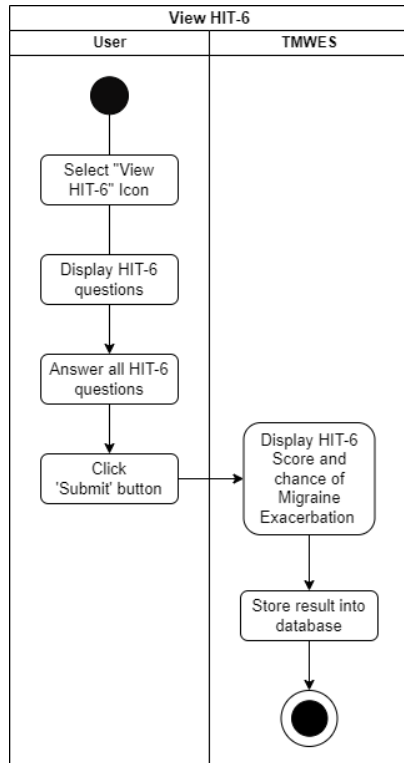 View HIT-6
User
TMWES
Select "View
HIT-6" Icon
Display HIT-6
questions
Answer all HIT-6
questions
Click
'Submit' button
Display HIT-6
Score and
chance of
Migraine
Exacerbation
Store result into
database